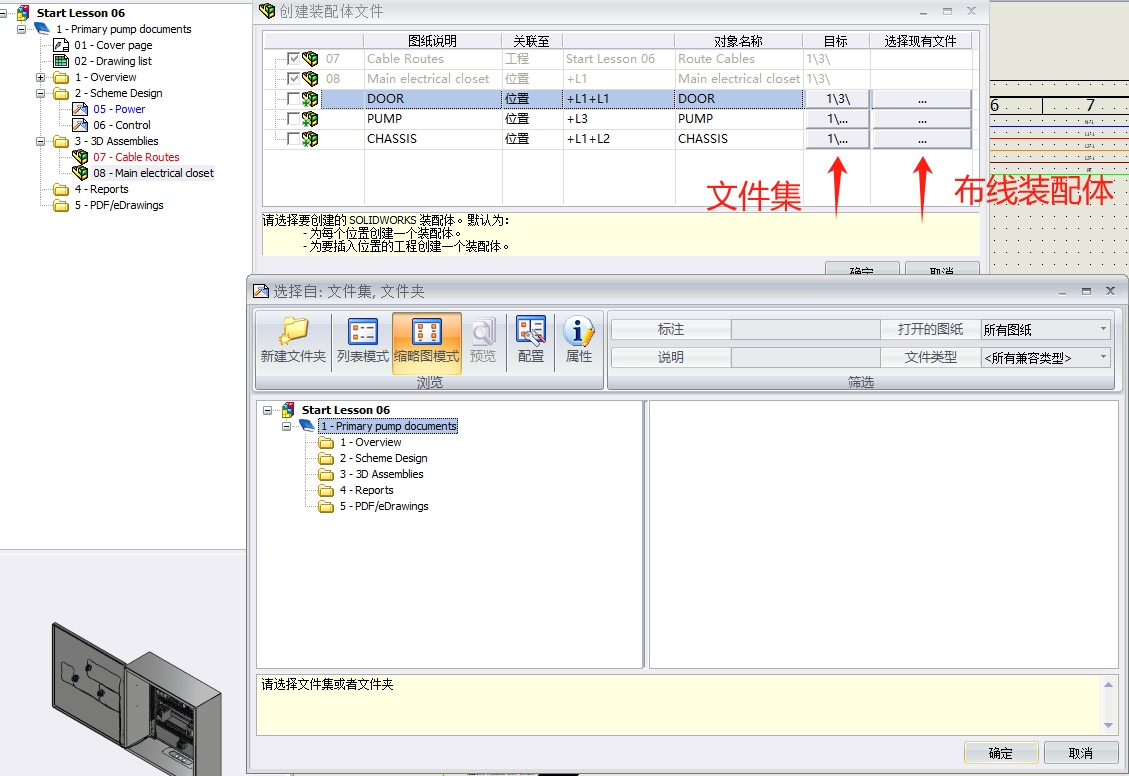 Start Lesson 06
1 - Primary pump documents
01 - Cover page
02 - Drawing list
1 - Overview
2 - Scheme Design
05 - Power
06 - Control
3 - 3D Assemblies
07 - Cable Routes
08 - Main electrical closet
4 - Reports
5 - PDF/eDrawings
创建装配体文件
图纸说明 关联至 对象名称 目标 选择现有文件
07 Cable Routes 工程 Start Lesson 06 Route Cables 1\3\
08 Main electrical closet 位置 +L1 Main electrical closet 1\3\
DOOR 位置 +L1+L1 DOOR 1\3\ ...
PUMP 位置 +L3 PUMP 1\... ...
CHASSIS 位置 +L1+L2 CHASSIS 1\... ...
文件集 布线装配体
请选择要创建的 SOLIDWORKS 装配体。默认为:
- 为每个位置创建一个装配体。
- 为要插入位置的工程创建一个装配体。
确定 取消
6 7
选择自: 文件集, 文件夹
新建文件夹 列表模式 缩略图模式 预览 配置 属性
浏览
标注 打开的图纸 所有图纸
说明 文件类型 <所有兼容类型>
筛选
Start Lesson 06
1 - Primary pump documents
1 - Overview
2 - Scheme Design
3 - 3D Assemblies
4 - Reports
5 - PDF/eDrawings
请选择文件集或者文件夹
确定 取消